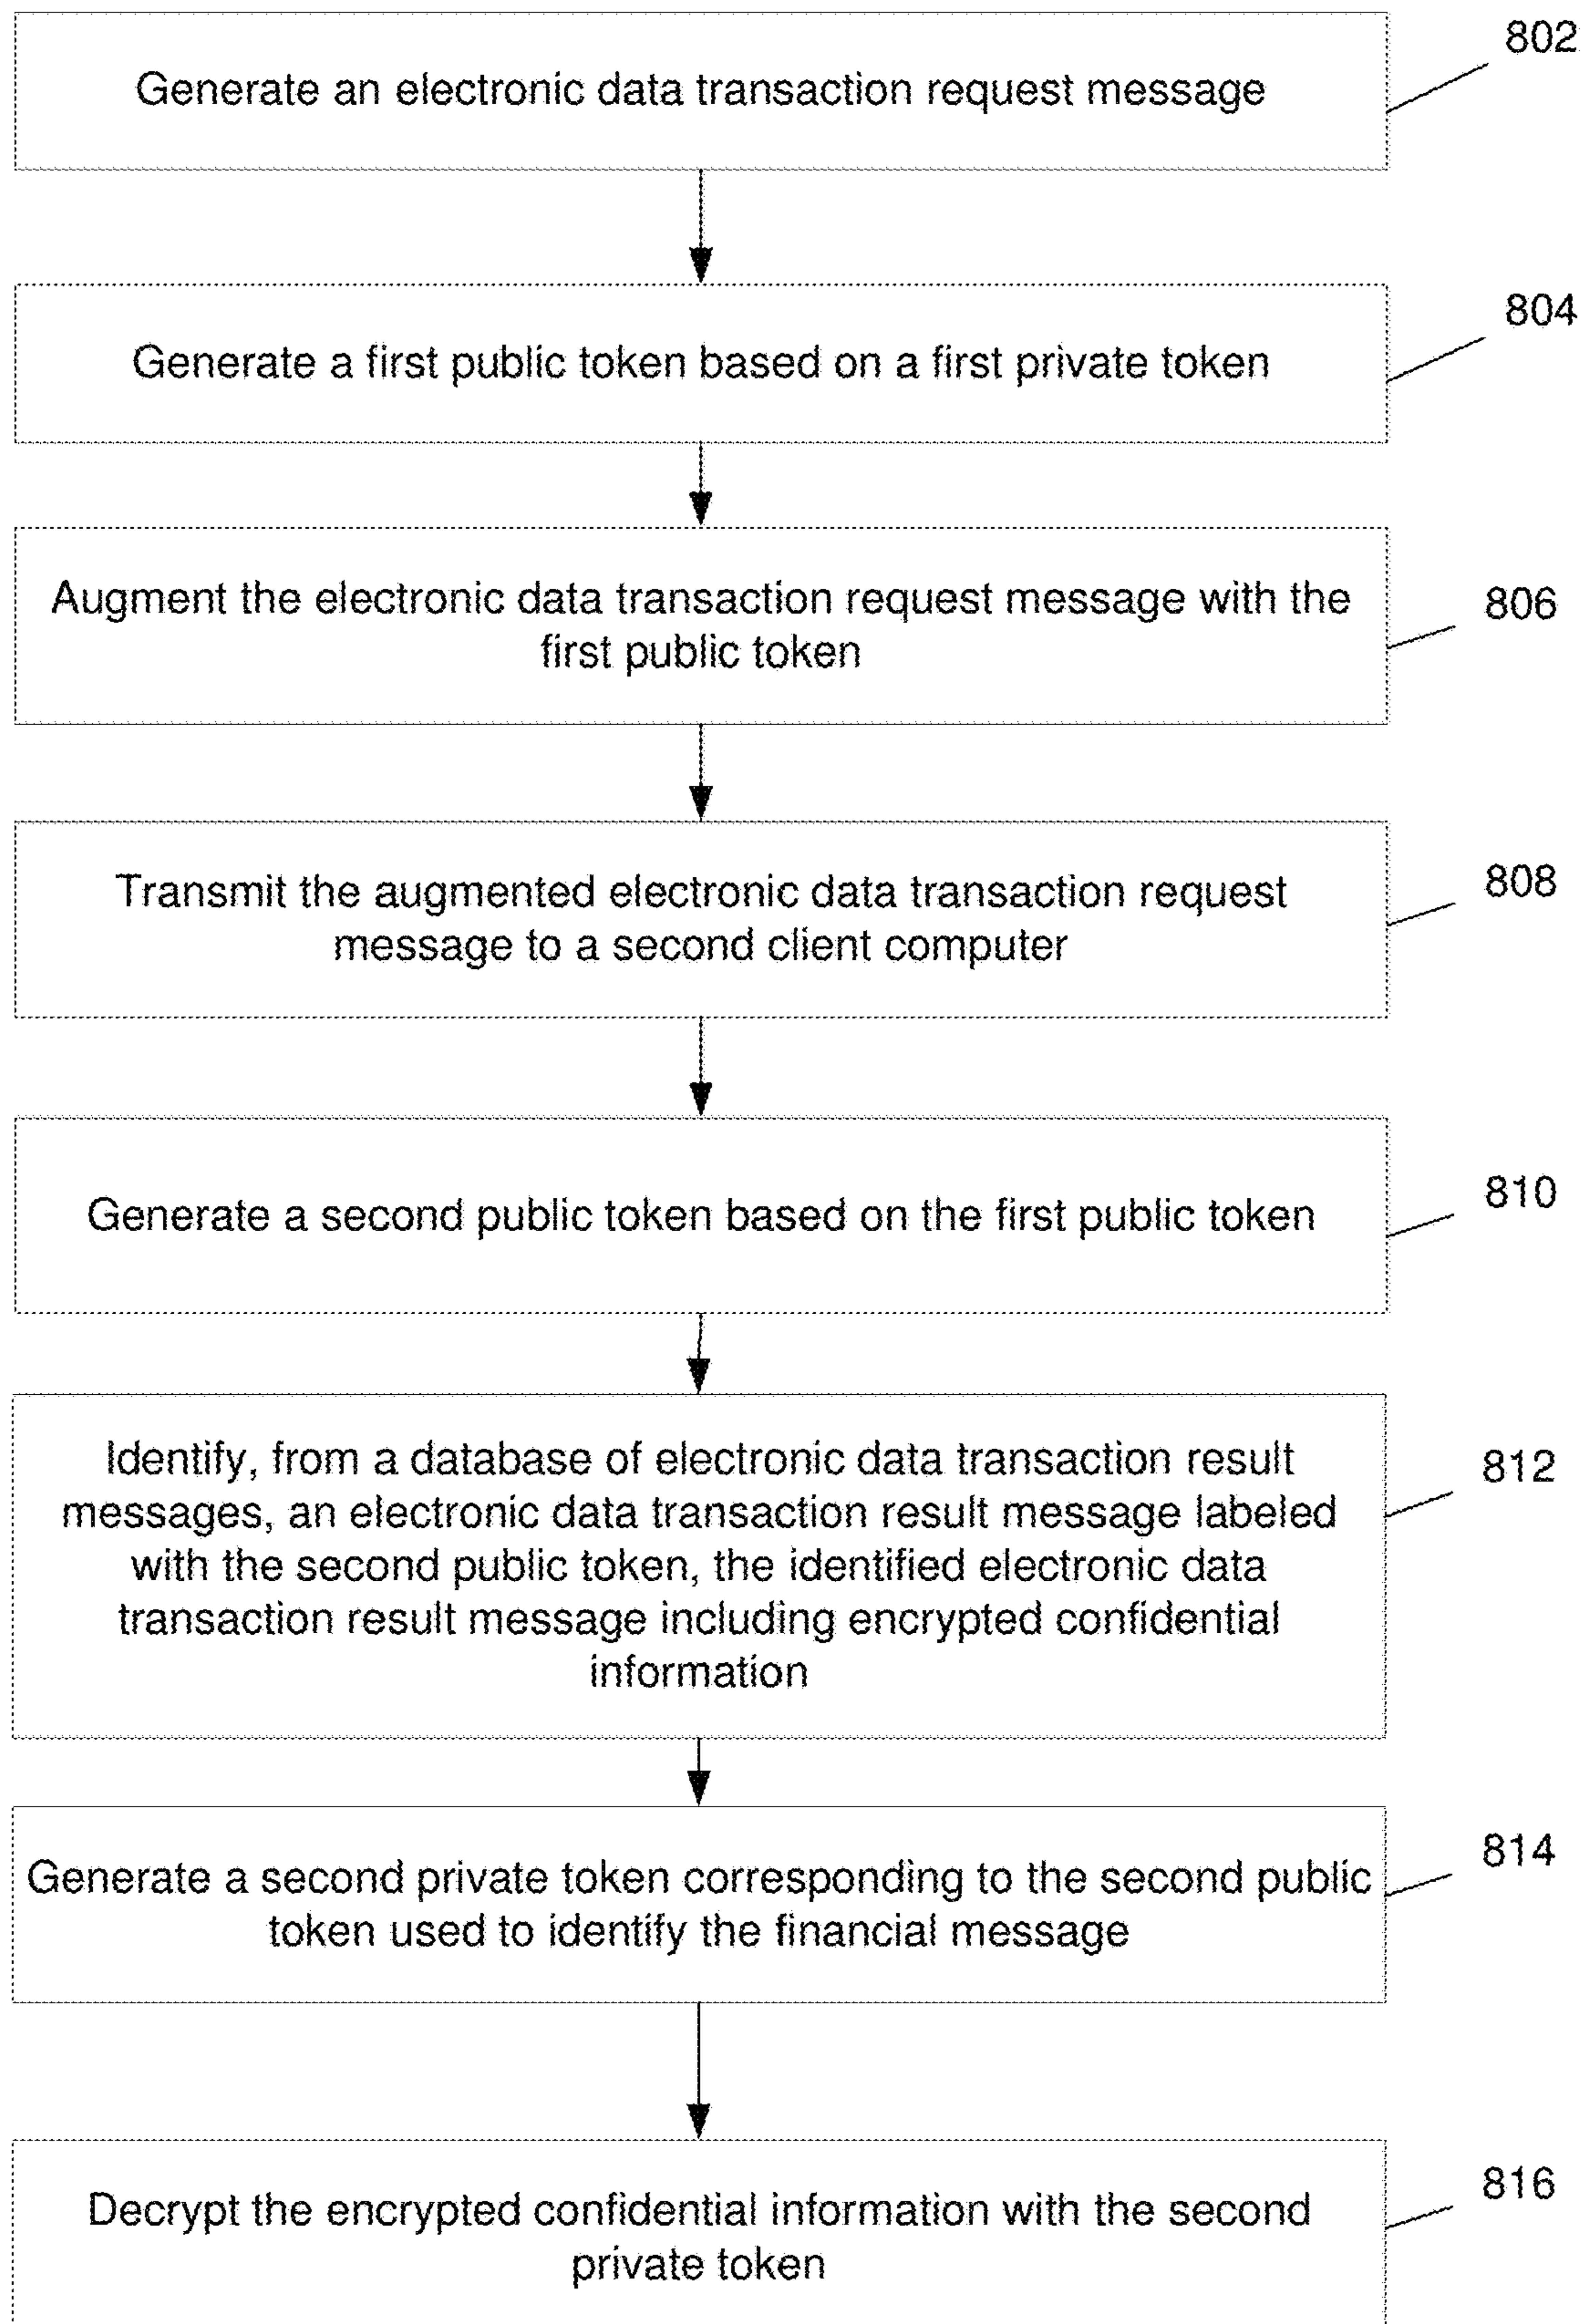 Generate an electronic data transaction request message
802
Generate a first public token based on a first private token
804
Augment the electronic data transaction request message with the
first public token
806
Transmit the augmented electronic data transaction request
message to a second client computer
808
Generate a second public token based on the first public token
810
Identify, from a database of electronic data transaction result
messages, an electronic data transaction result message labeled
with the second public token, the identified electronic data
transaction result message including encrypted confidential
information
812
Generate a second private token corresponding to the second public
token used to identify the financial message
814
Decrypt the encrypted confidential information with the second
private token
816